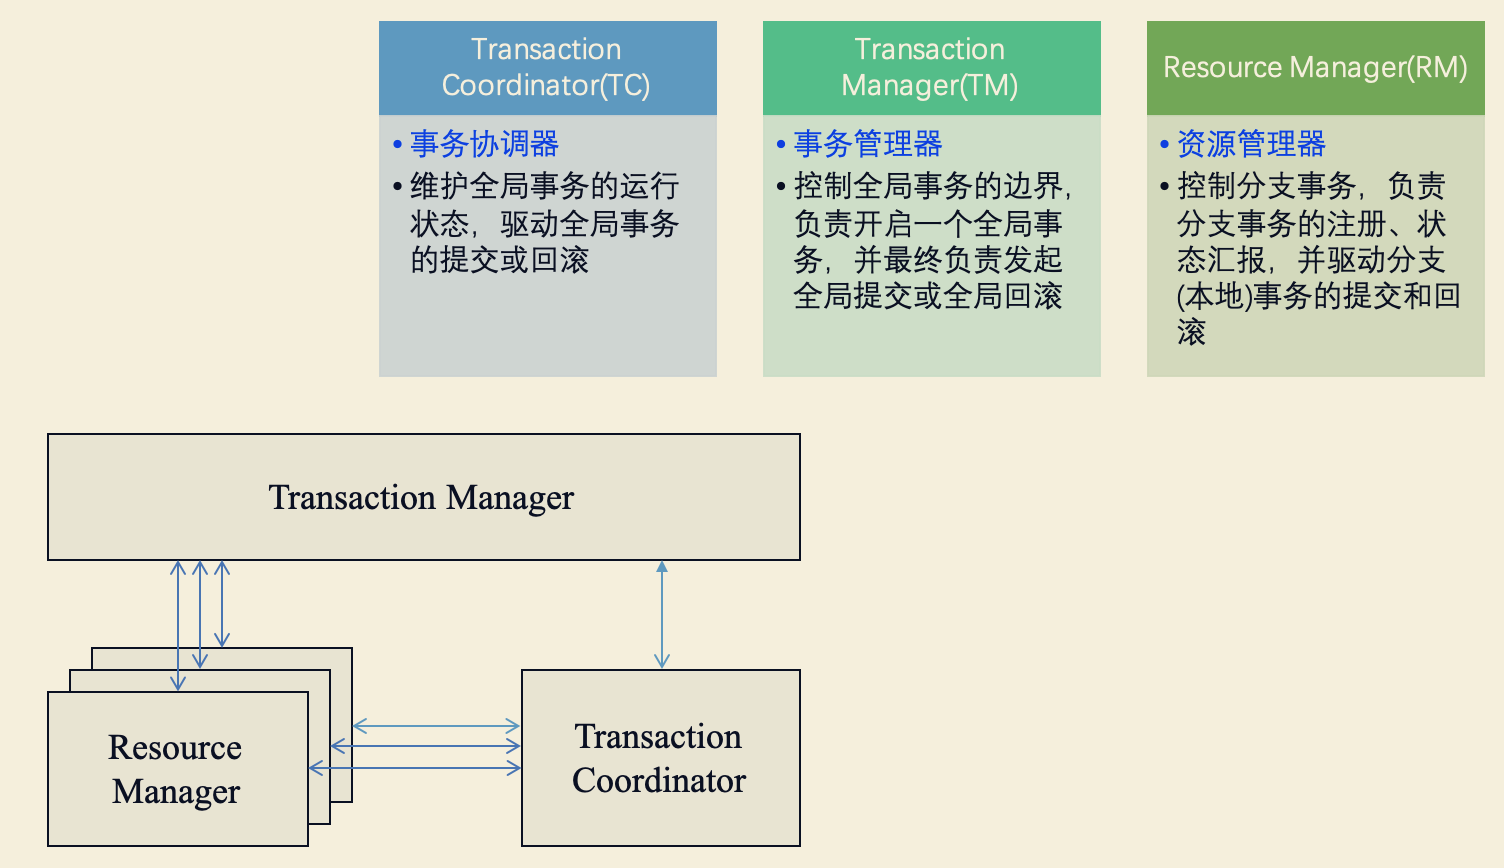 Transaction
Coordinator(TC)
• 事务协调器
• 维护全局事务的运行
状态，驱动全局事务
的提交或回滚
Transaction
Manager(TM)
• 事务管理器
• 控制全局事务的边界，
负责开启一个全局事
务，并最终负责发起
全局提交或全局回滚
Resource Manager(RM)
• 资源管理器
• 控制分支事务，负责
分支事务的注册、状
态汇报，并驱动分支
(本地)事务的提交和回
滚
Transaction Manager
Resource
Manager
Transaction
Coordinator